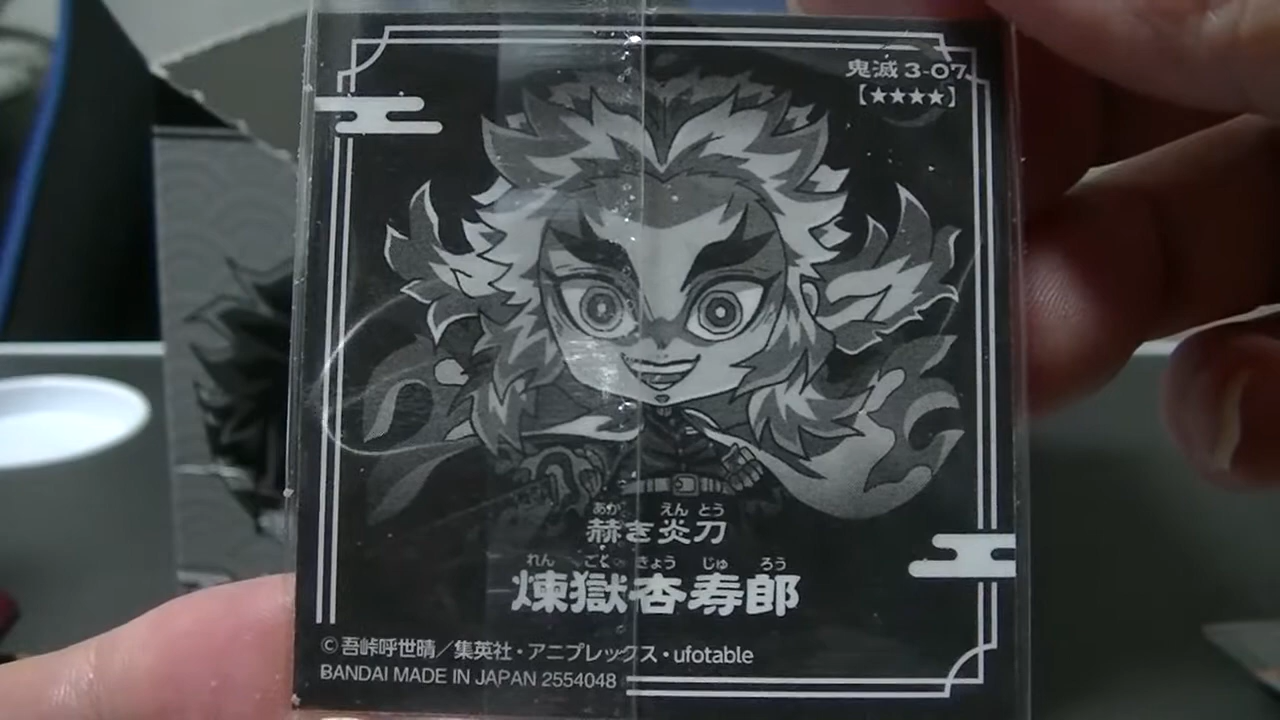 鬼滅 3-07
【★★★★】
あか えん とう
赫き炎刀
れん ごく きょう じゅ ろう
煉獄杏寿郎
©吾峠呼世晴／集英社・アニプレックス・ufotable
BANDAI MADE IN JAPAN 2554048